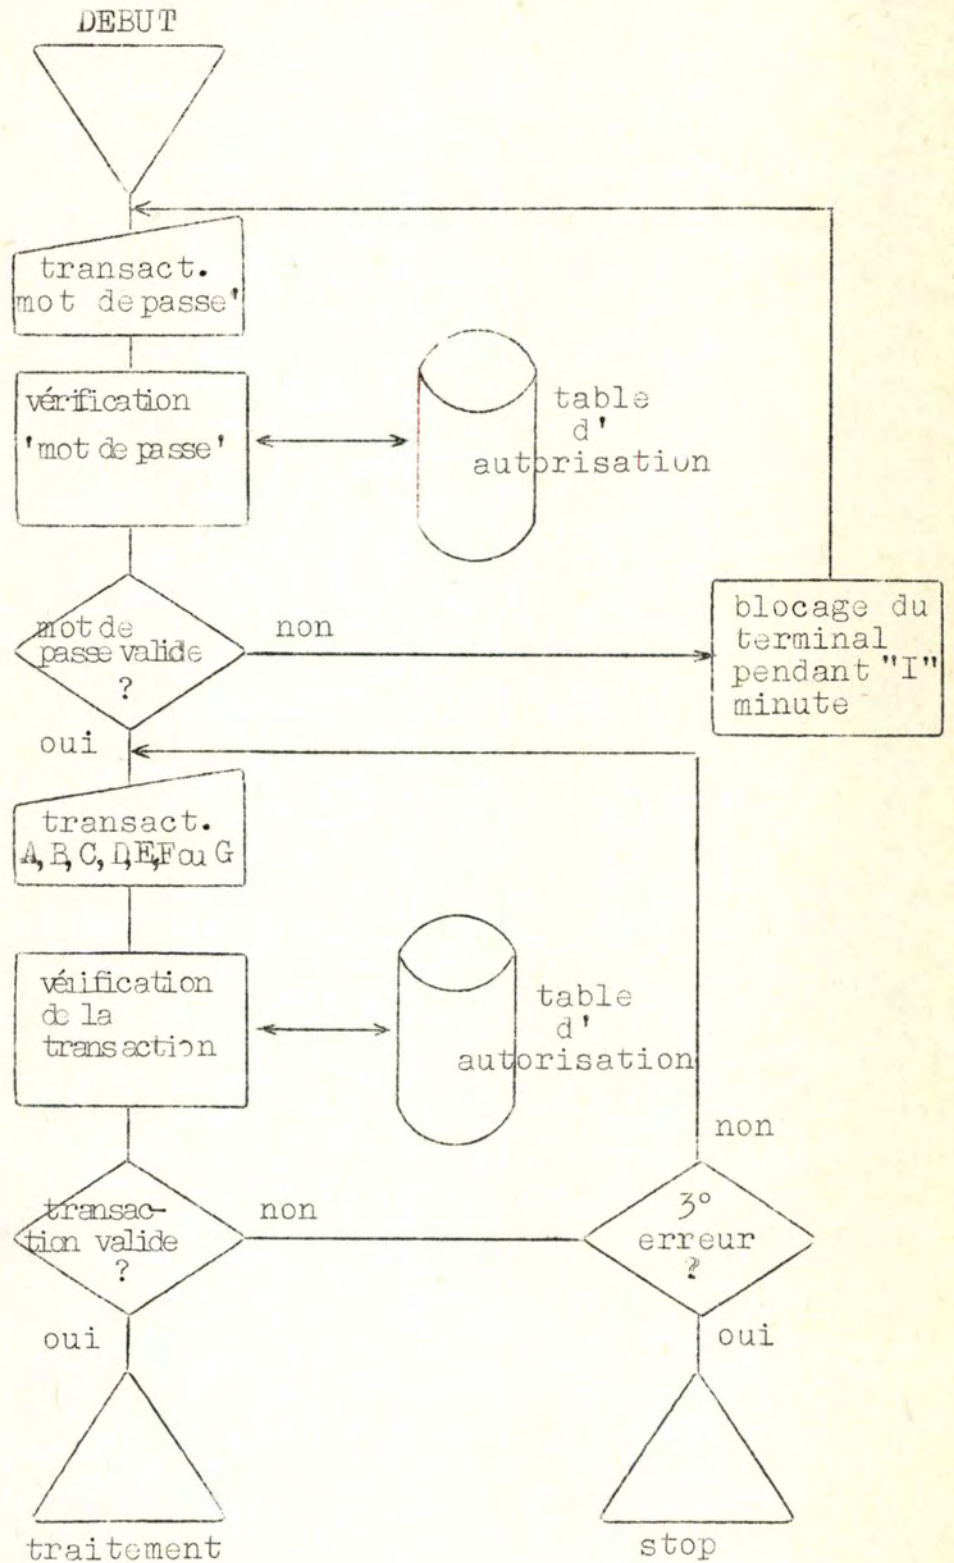 DEBUT
transact.
mot de passe'
vérification
'mot de passe'
table
d'
autorisation
mot de
passe valide
?
non
blocage du
terminal
pendant "I"
minute
oui
transact.
A, B, C, D, E, F ou G
vérification
de la
transaction
table
d'
autorisation
non
transac-
tion valide
?
non
3°
erreur
?
oui
oui
traitement
stop